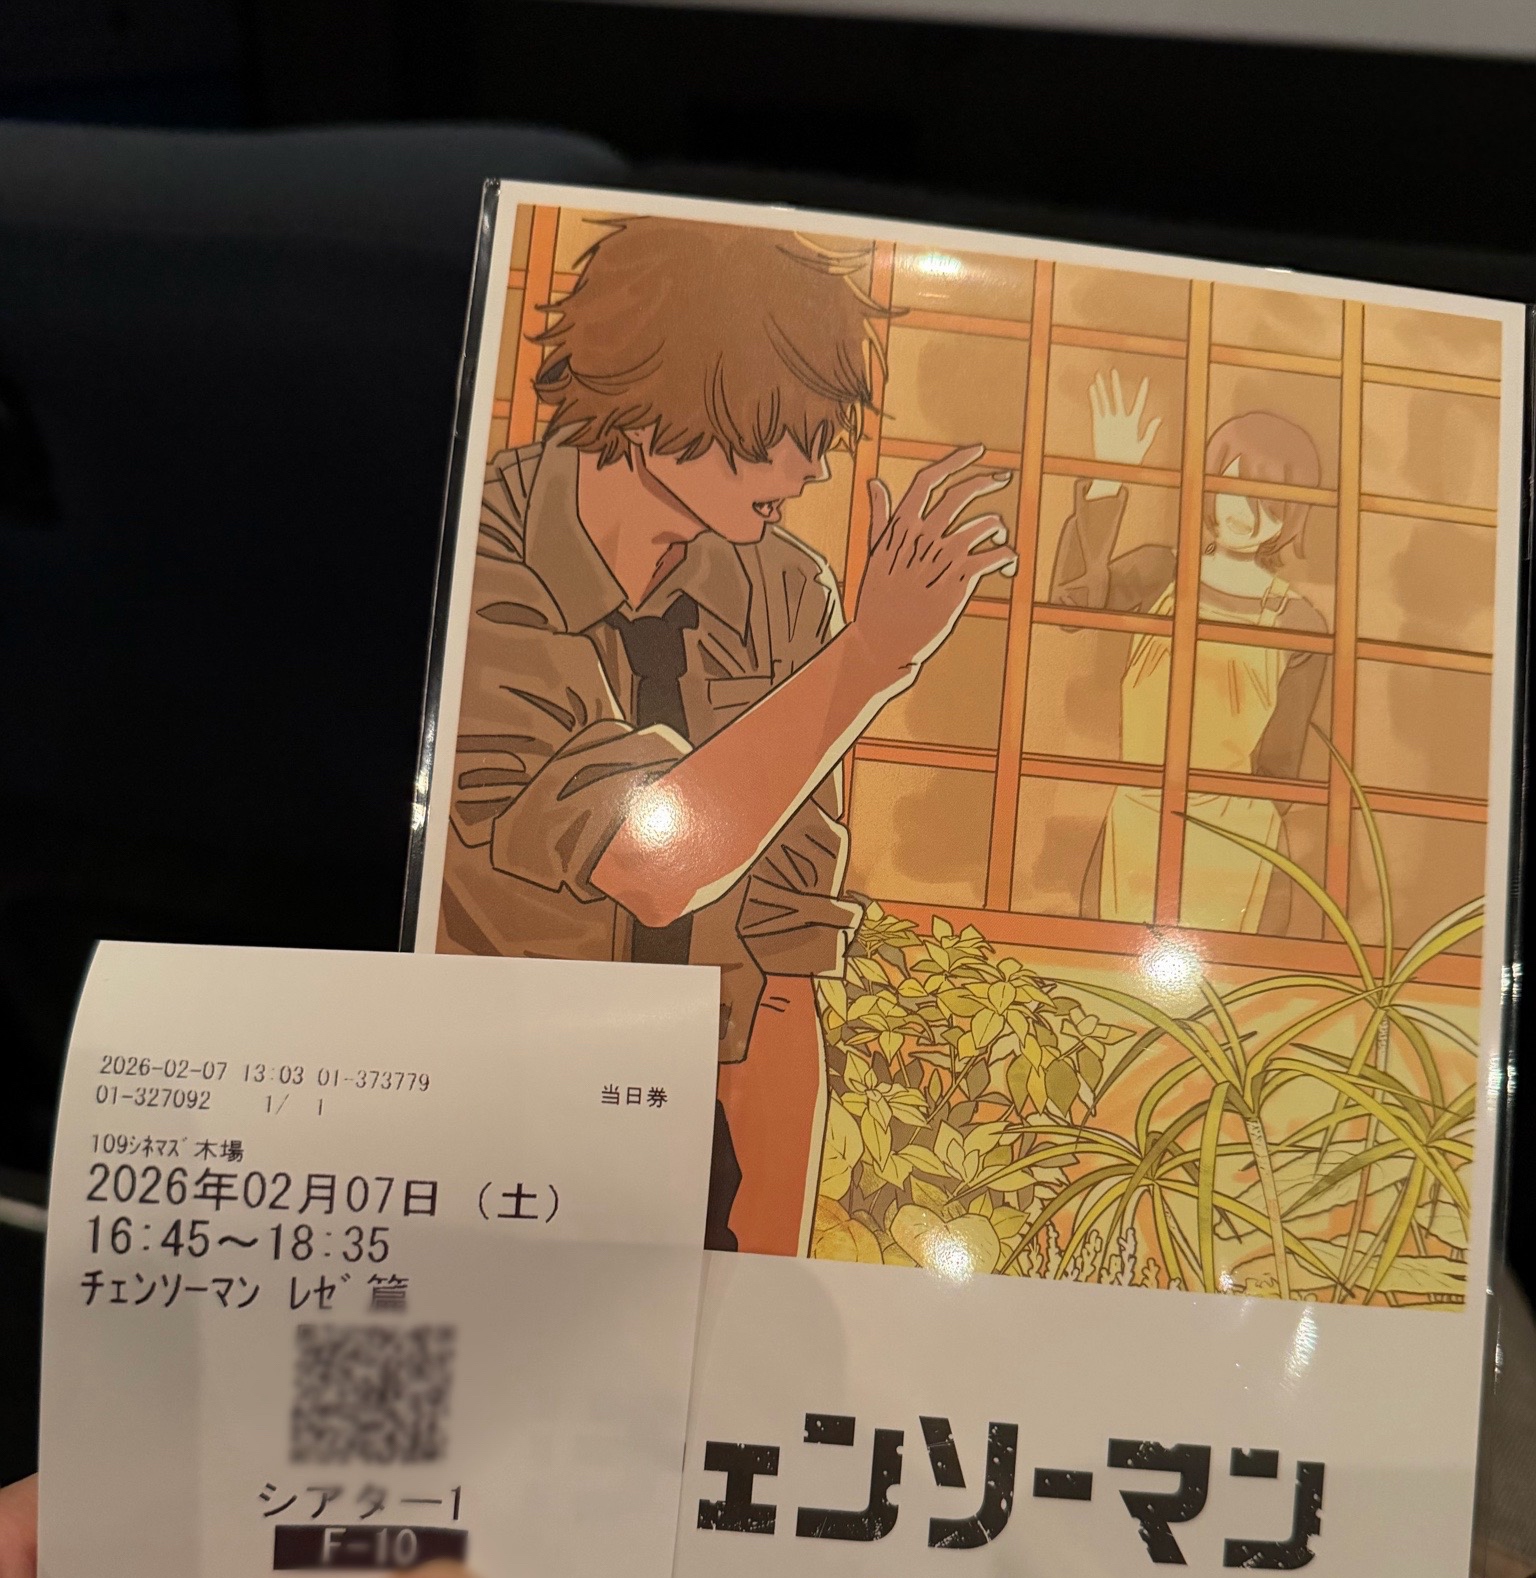 2026-02-07 13:03 01-373779
01-327092 1/ 1 当日券
109シネマズ 木場
2026年02月07日 (土)
16:45～18:35
チェンソーマン レゼ 篇
シアター1
F-10
ェンソーマン